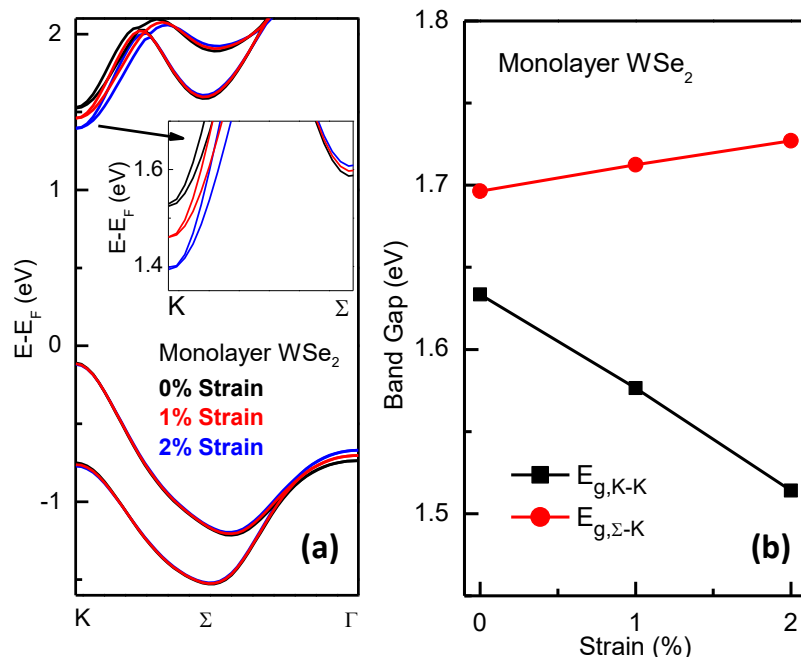 2
1
0
-1
E-E_F (eV)
K
Σ
Γ
1.6
1.4
E-E_F (eV)
K
Σ
Monolayer WSe₂
0% Strain
1% Strain
2% Strain
(a)
1.8
1.7
1.6
1.5
Band Gap (eV)
Monolayer WSe₂
E_g,K-K
E_g,Σ-K
(b)
0
1
2
Strain (%)